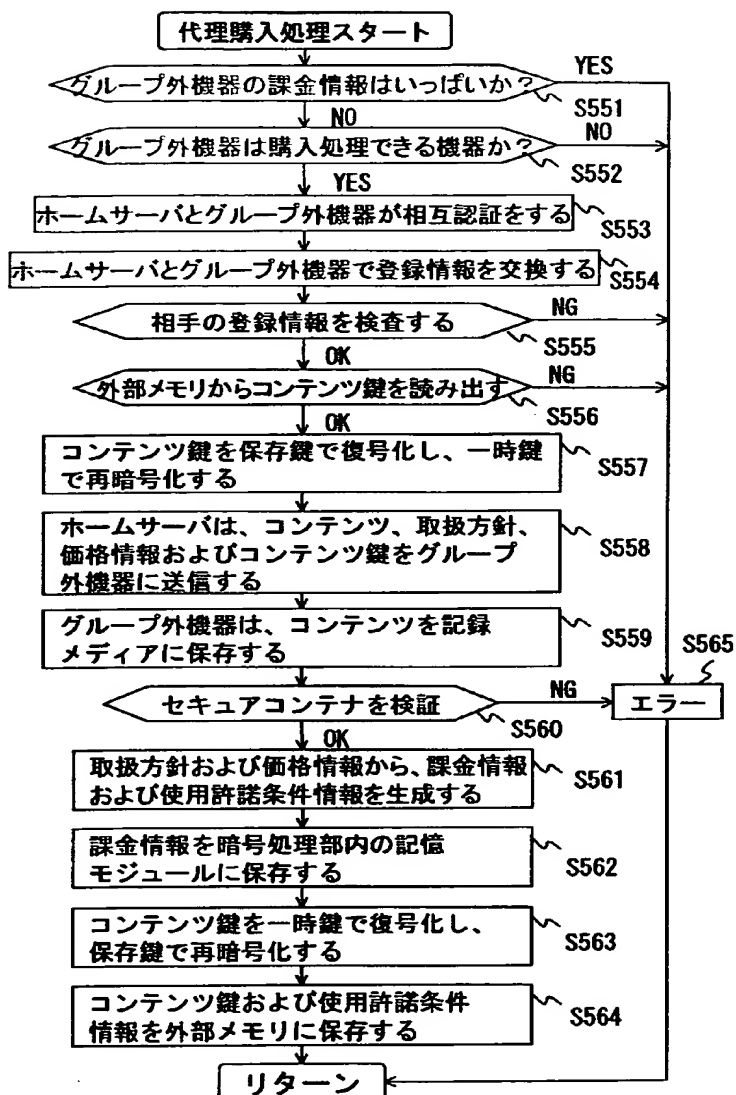 代理購入処理スタート
グループ外機器の課金情報はいっぱいか?
YES
S551
NO
グループ外機器は購入処理できる機器か?
NO
S552
YES
ホームサーバとグループ外機器が相互認証をする
S553
ホームサーバとグループ外機器で登録情報を交換する
S554
相手の登録情報を検査する
NG
S555
OK
外部メモリからコンテンツ鍵を読み出す
NG
S556
OK
コンテンツ鍵を保存鍵で復号化し、一時鍵
で再暗号化する
S557
ホームサーバは、コンテンツ、取扱方針、
価格情報およびコンテンツ鍵をグループ
外機器に送信する
S558
グループ外機器は、コンテンツを記録
メディアに保存する
S559
セキュアコンテナを検証
NG
S560
エラー
S565
OK
取扱方針および価格情報から、課金情報
および使用許諾条件情報を生成する
S561
課金情報を暗号処理部内の記憶
モジュールに保存する
S562
コンテンツ鍵を一時鍵で復号化し、
保存鍵で再暗号化する
S563
コンテンツ鍵および使用許諾条件
情報を外部メモリに保存する
S564
リターン